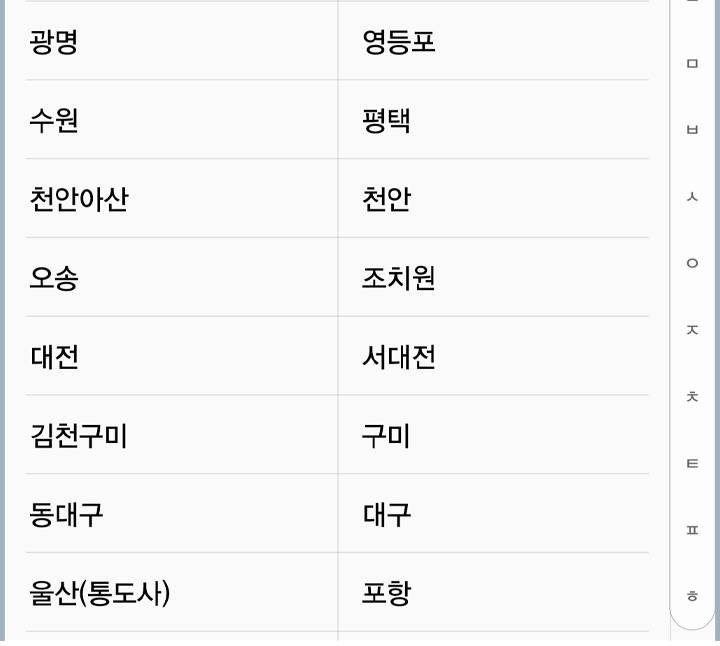 광명 영등포
수원 평택
천안아산 천안
오송 조치원
대전 서대전
김천구미 구미
동대구 대구
울산(통도사) 포항
ㅁ
ㅂ
ㅅ
ㅇ
ㅈ
ㅊ
ㅌ
ㅍ
ㅎ